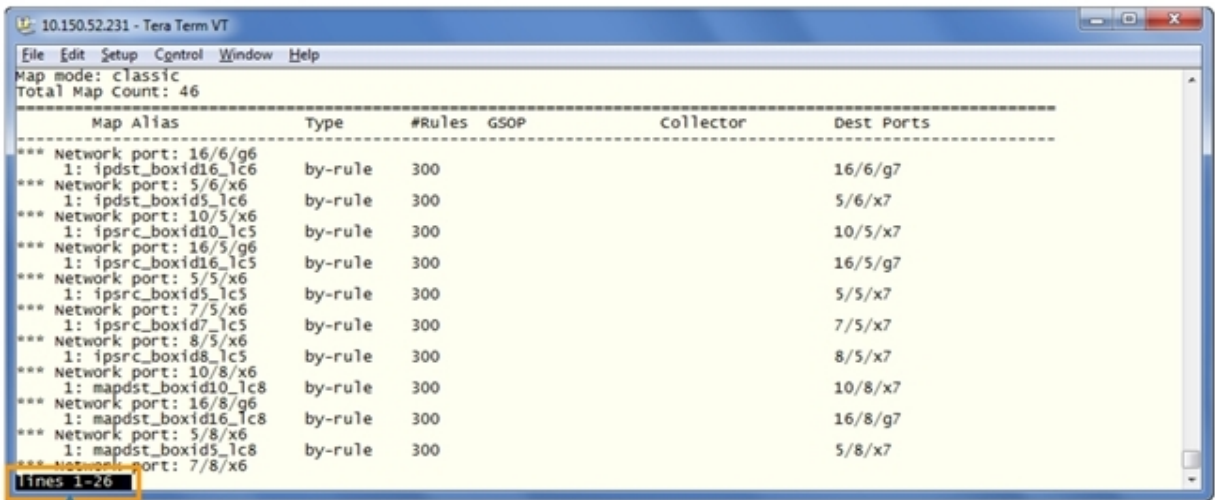 10.150.52.231 - Tera Term VT
File Edit Setup Control Window Help
Map mode: classic
Total Map Count: 46
================================================================================
Map Alias Type #Rules GSOP Collector Dest Ports
--------------------------------------------------------------------------------
*** Network port: 16/6/g6
1: ipdst_boxid16_lc6 by-rule 300 16/6/g7
*** Network port: 5/6/x6
1: ipdst_boxid5_lc6 by-rule 300 5/6/x7
*** Network port: 10/5/x6
1: ipsrc_boxid10_lc5 by-rule 300 10/5/x7
*** Network port: 16/5/g6
1: ipsrc_boxid16_lc5 by-rule 300 16/5/g7
*** Network port: 5/5/x6
1: ipsrc_boxid5_lc5 by-rule 300 5/5/x7
*** Network port: 7/5/x6
1: ipsrc_boxid7_lc5 by-rule 300 7/5/x7
*** Network port: 8/5/x6
1: ipsrc_boxid8_lc5 by-rule 300 8/5/x7
*** Network port: 10/8/x6
1: mapdst_boxid10_lc8 by-rule 300 10/8/x7
*** Network port: 16/8/g6
1: mapdst_boxid16_lc8 by-rule 300 16/8/g7
*** Network port: 5/8/x6
1: mapdst_boxid5_lc8 by-rule 300 5/8/x7
*** Network port: 7/8/x6
lines 1-26